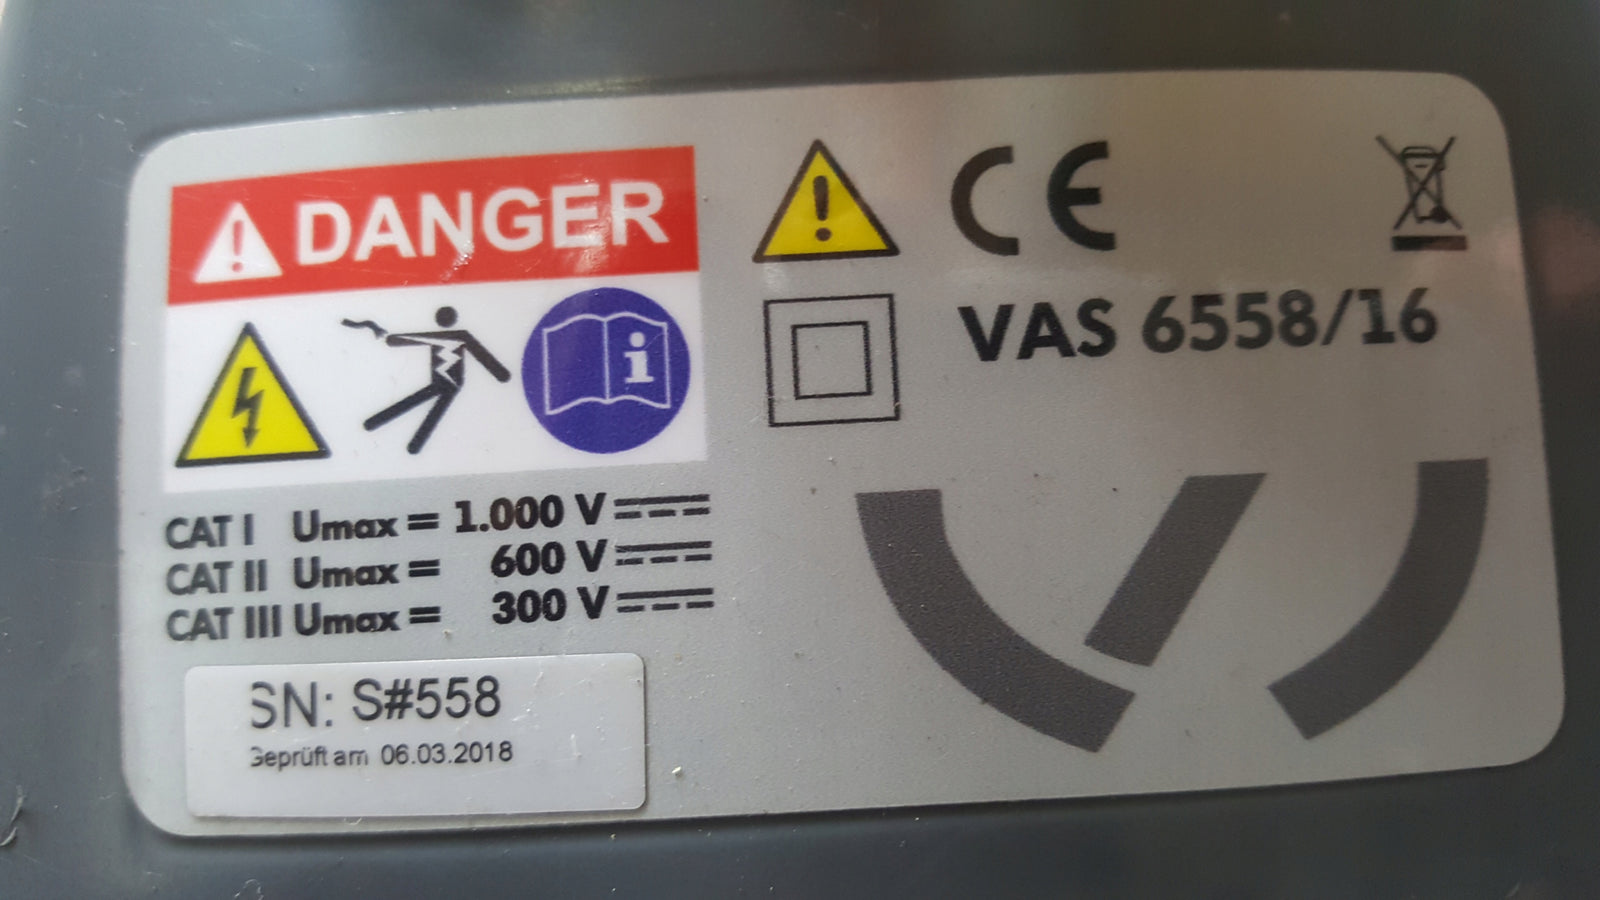 DANGER
CE
VAS 6558/16
CAT I Umax = 1.000 V
CAT II Umax = 600 V
CAT III Umax = 300 V
SN: S#558
Geprüft am 06.03.2018